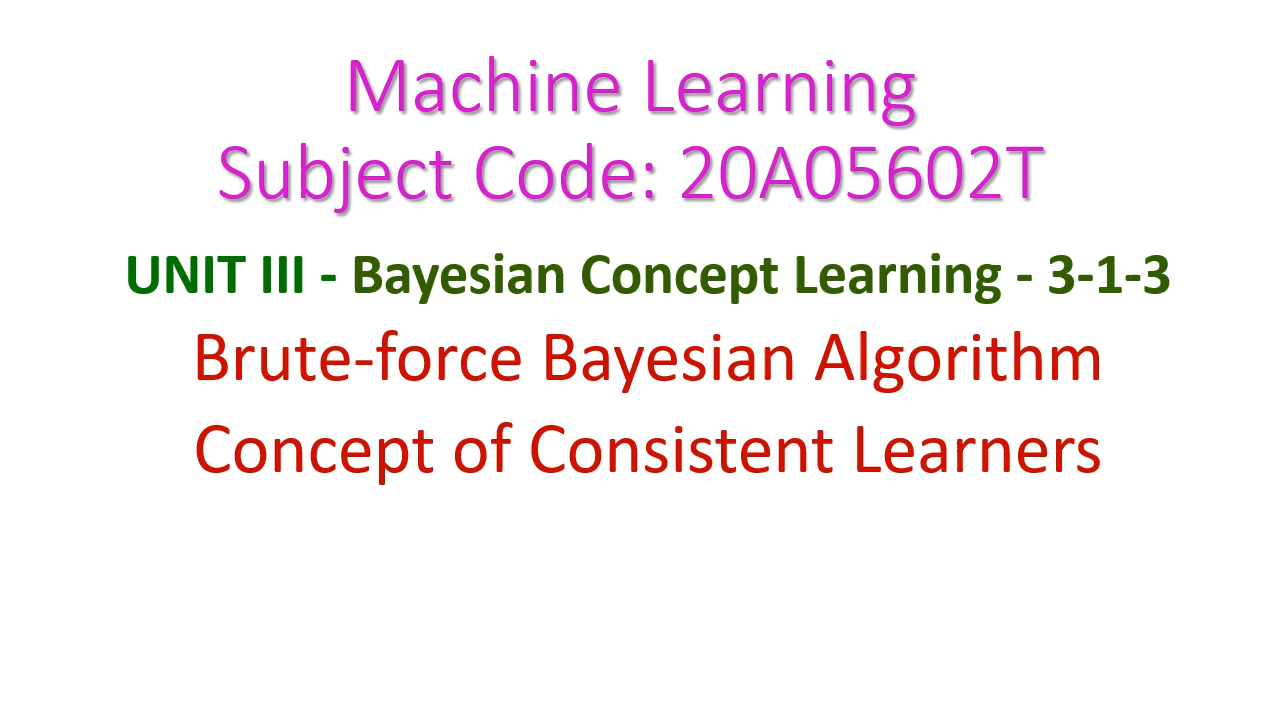 Machine Learning
Subject Code: 20A05602T
UNIT III - Bayesian Concept Learning - 3-1-3
Brute-force Bayesian Algorithm
Concept of Consistent Learners